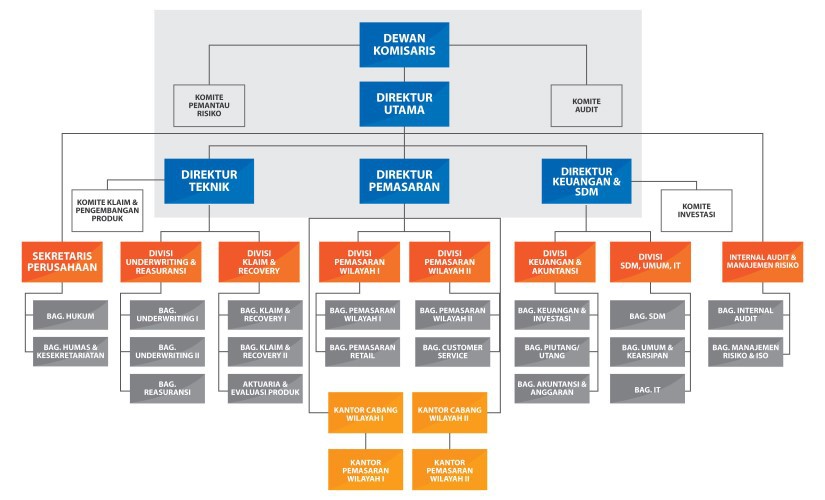 DEWAN
KOMISARIS
KOMITE
PEMANTAU
RISIKO
DIREKTUR
UTAMA
KOMITE
AUDIT
DIREKTUR
TEKNIK
DIREKTUR
PEMASARAN
DIREKTUR
KEUANGAN &
SDM
KOMITE KLAIM &
PENGEMBANGAN
PRODUK
KOMITE
INVESTASI
SEKRETARIS
PERUSAHAAN
DIVISI
UNDERWRITING &
REASURANSI
DIVISI
KLAIM &
RECOVERY
DIVISI
PEMASARAN
WILAYAH I
DIVISI
PEMASARAN
WILAYAH II
DIVISI
KEUANGAN &
AKUNTANSI
DIVISI
SDM, UMUM, IT
INTERNAL AUDIT &
MANAJEMEN RISIKO
BAG. HUKUM
BAG.
UNDERWRITING I
BAG. KLAIM &
RECOVERY I
BAG. PEMASARAN
WILAYAH I
BAG. PEMASARAN
WILAYAH II
BAG. KEUANGAN &
INVESTASI
BAG. SDM
BAG. INTERNAL
AUDIT
BAG. HUMAS &
KESEKRETARIATAN
BAG.
UNDERWRITING II
BAG. KLAIM &
RECOVERY II
BAG. PEMASARAN
RETAIL
BAG. CUSTOMER
SERVICE
BAG. PIUTANG/
UTANG
BAG. UMUM &
KEARSIPAN
BAG. MANAJEMEN
RISIKO & ISO
BAG.
REASURANSI
AKTUARIA &
EVALUASI PRODUK
BAG. AKUNTANSI &
ANGGARAN
BAG. IT
KANTOR CABANG
WILAYAH I
KANTOR CABANG
WILAYAH II
KANTOR
PEMASARAN
WILAYAH I
KANTOR
PEMASARAN
WILAYAH II